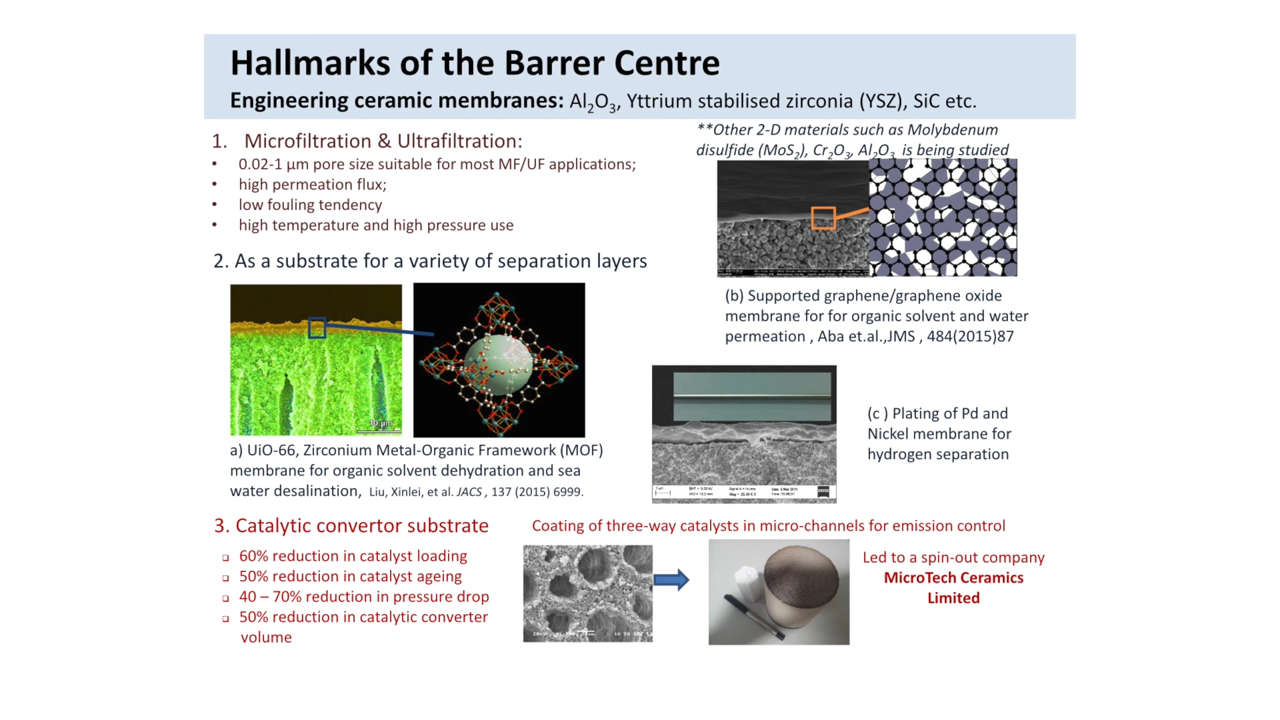 Hallmarks of the Barrer Centre
Engineering ceramic membranes: Al₂O₃, Yttrium stabilised zirconia (YSZ), SiC etc.
1. Microfiltration & Ultrafiltration:
• 0.02-1 µm pore size suitable for most MF/UF applications;
• high permeation flux;
• low fouling tendency
• high temperature and high pressure use
**Other 2-D materials such as Molybdenum
disulfide (MoS₂), Cr₂O₃, Al₂O₃ is being studied
2. As a substrate for a variety of separation layers
(b) Supported graphene/graphene oxide
membrane for for organic solvent and water
permeation , Aba et.al.,JMS , 484(2015)87
10 µm
a) UiO-66, Zirconium Metal-Organic Framework (MOF)
membrane for organic solvent dehydration and sea
water desalination, Liu, Xinlei, et al. JACS , 137 (2015) 6999.
(c ) Plating of Pd and
Nickel membrane for
hydrogen separation
3. Catalytic convertor substrate
❑ 60% reduction in catalyst loading
❑ 50% reduction in catalyst ageing
❑ 40 – 70% reduction in pressure drop
❑ 50% reduction in catalytic converter
volume
Coating of three-way catalysts in micro-channels for emission control
Led to a spin-out company
MicroTech Ceramics
Limited